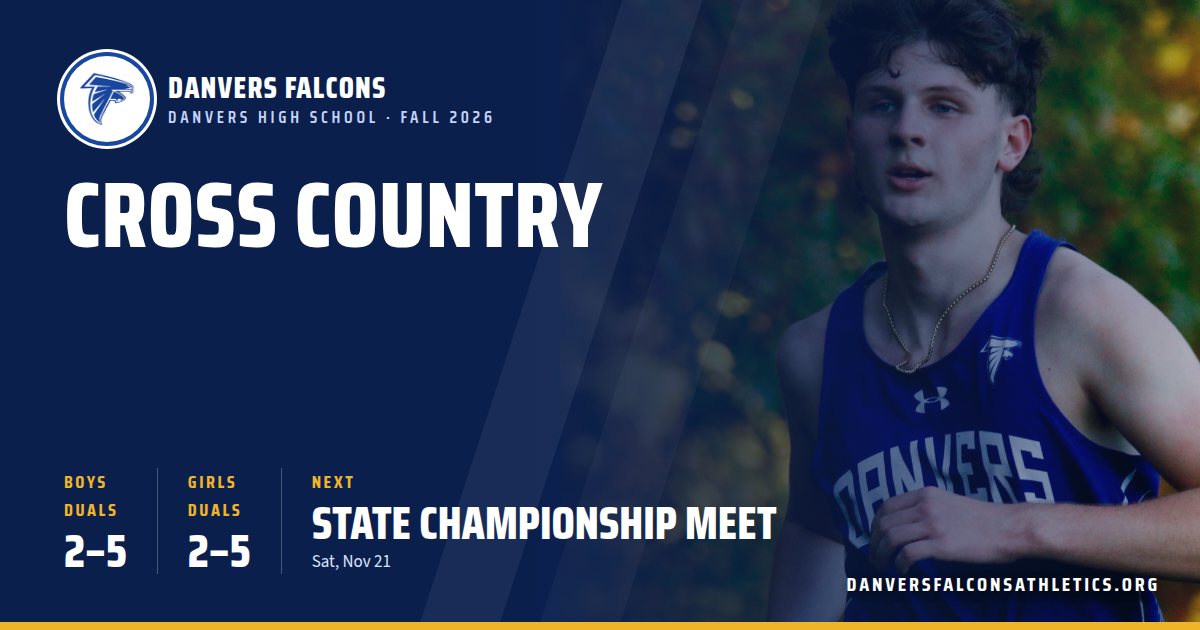 DANVERS FALCONS
DANVERS HIGH SCHOOL · FALL 2026
CROSS COUNTRY
BOYS
DUALS
2–5
GIRLS
DUALS
2–5
NEXT
STATE CHAMPIONSHIP MEET
Sat, Nov 21
DANVERS
DANVERSFALCONSATHLETICS.ORG